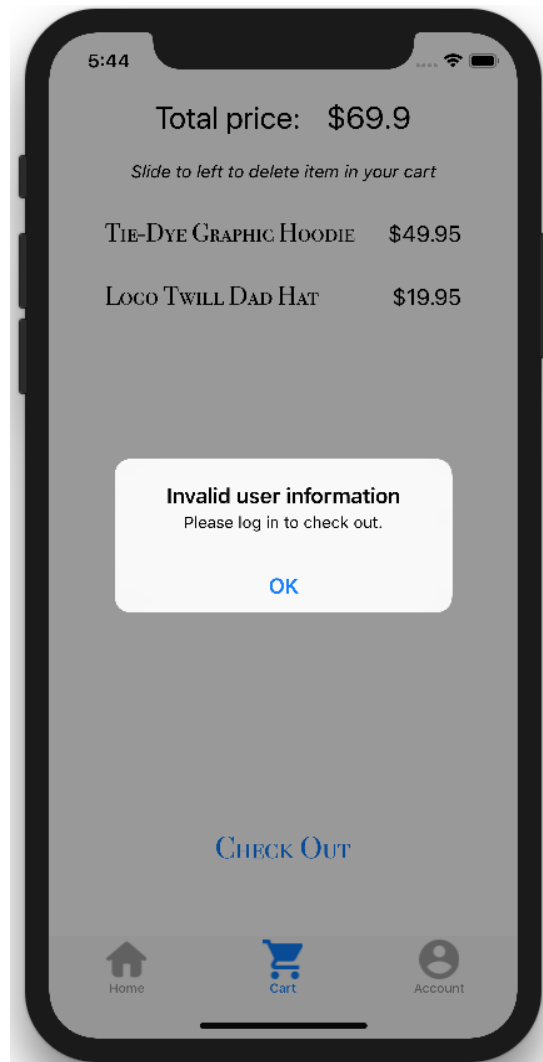 5:44
Total price: $69.9
Slide to left to delete item in your cart
Tie-Dye Graphic Hoodie $49.95
Logo Twill Dad Hat $19.95
Invalid user information
Please log in to check out.
OK
Check Out
Home Cart Account